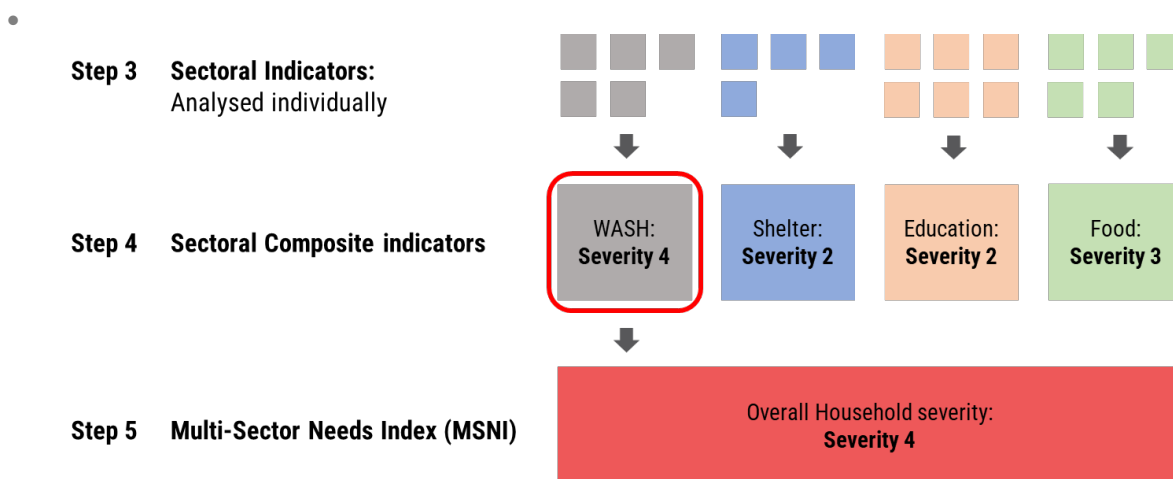 Step 3 Sectoral Indicators:
Analysed individually
Step 4 Sectoral Composite indicators
WASH:
Severity 4
Shelter:
Severity 2
Education:
Severity 2
Food:
Severity 3
Step 5 Multi-Sector Needs Index (MSNI)
Overall Household severity:
Severity 4